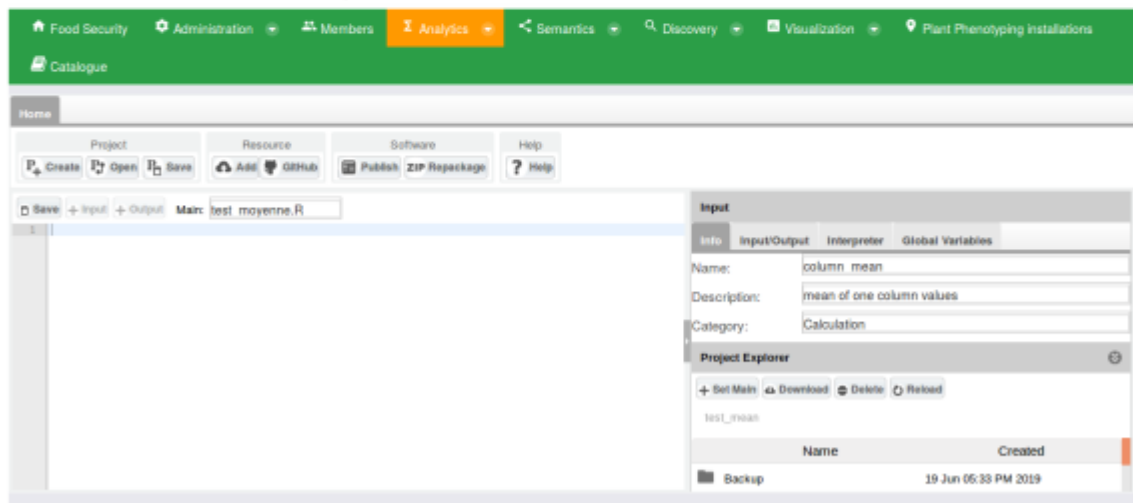 Food Security Administration Members Analytics Semantics Discovery Visualization Plant Phenotyping installations
Catalogue
Home
Project Resource Software Help
Create Open Save Add GitHub Publish ZIP Repackage ? Help
Save + Input + Output Main: test_moyenne.R
1
Input
Info Input/Output Interpreter Global Variables
Name: column_mean
Description: mean of one column values
Category: Calculation
Project Explorer
+ Set Main Download Delete Reload
test_mean
Name Created
Backup 19 Jun 05:33 PM 2019